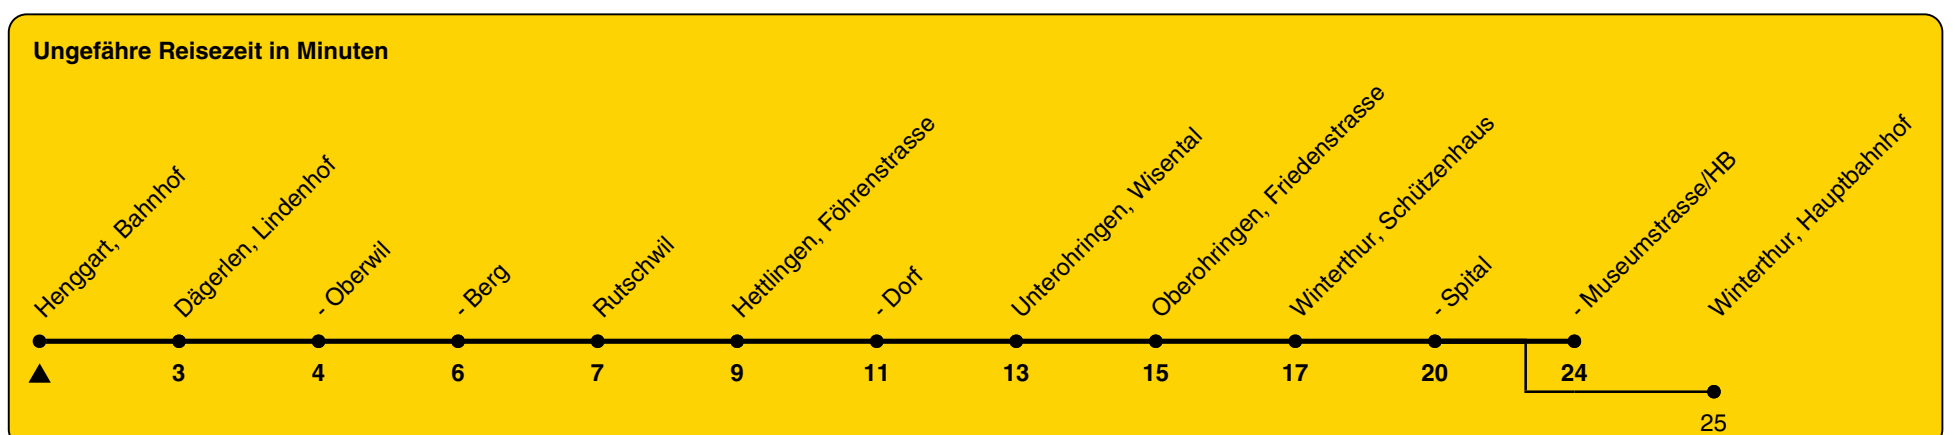 Ungefähre Reisezeit in Minuten
Henggart, Bahnhof
Dägerlen, Lindenhof
- Oberwil
- Berg
Rutschwil
Hettlingen, Föhrenstrasse
- Dorf
Unterohringen, Wisental
Oberohringen, Friedenstrasse
Winterthur, Schützenhaus
- Spital
- Museumstrasse/HB
Winterthur, Hauptbahnhof
3 4 6 7 9 11 13 15 17 20 24
25